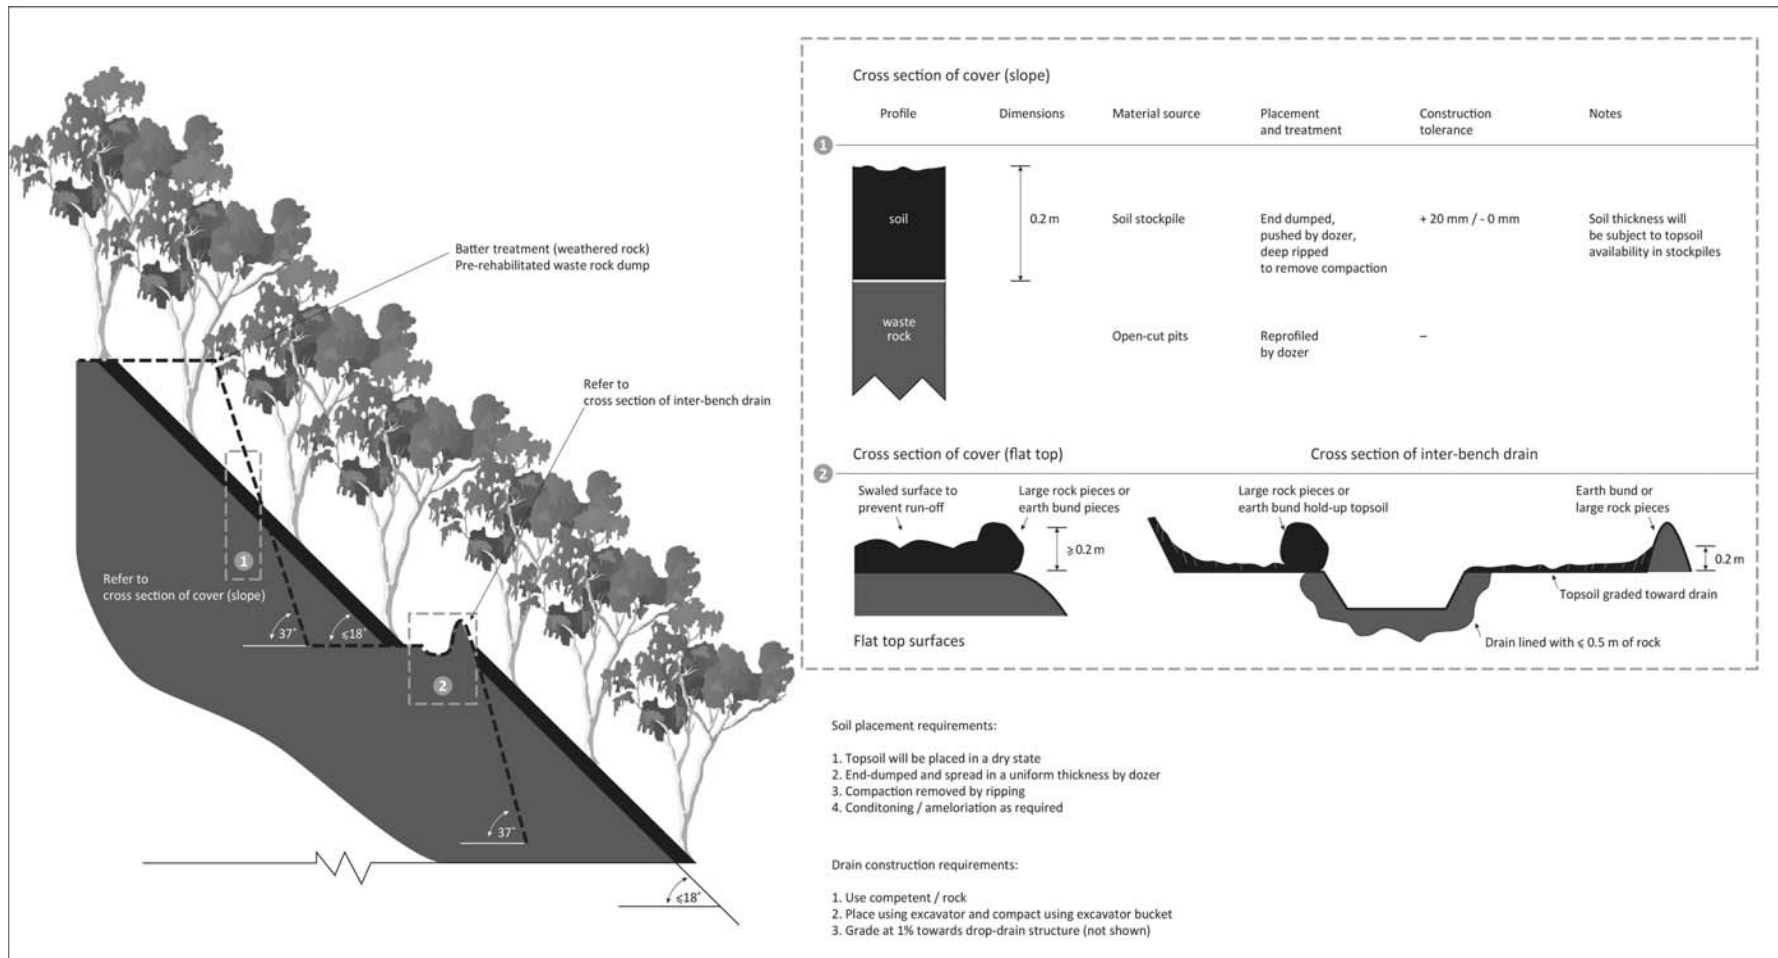 Batter treatment (weathered rock)
Pre-rehabilitated waste rock dump
Refer to
cross section of inter-bench drain
1
Refer to
cross section of cover (slope)
37°
⩽18°
2
37°
⩽18°
Cross section of cover (slope)
Profile
Dimensions
Material source
Placement
and treatment
Construction
tolerance
Notes
1
soil
0.2 m
Soil stockpile
End dumped,
pushed by dozer,
deep ripped
to remove compaction
+ 20 mm / - 0 mm
Soil thickness will
be subject to topsoil
availability in stockpiles
waste
rock
Open-cut pits
Reprofiled
by dozer
–
Cross section of cover (flat top)
Cross section of inter-bench drain
2
Swaled surface to
prevent run-off
Large rock pieces or
earth bund pieces
⩾ 0.2 m
Flat top surfaces
Large rock pieces or
earth bund hold-up topsoil
Earth bund or
large rock pieces
0.2 m
Topsoil graded toward drain
Drain lined with ⩽ 0.5 m of rock
Soil placement requirements:
1. Topsoil will be placed in a dry state
2. End-dumped and spread in a uniform thickness by dozer
3. Compaction removed by ripping
4. Conditoning / ameloriation as required
Drain construction requirements:
1. Use competent / rock
2. Place using excavator and compact using excavator bucket
3. Grade at 1% towards drop-drain structure (not shown)